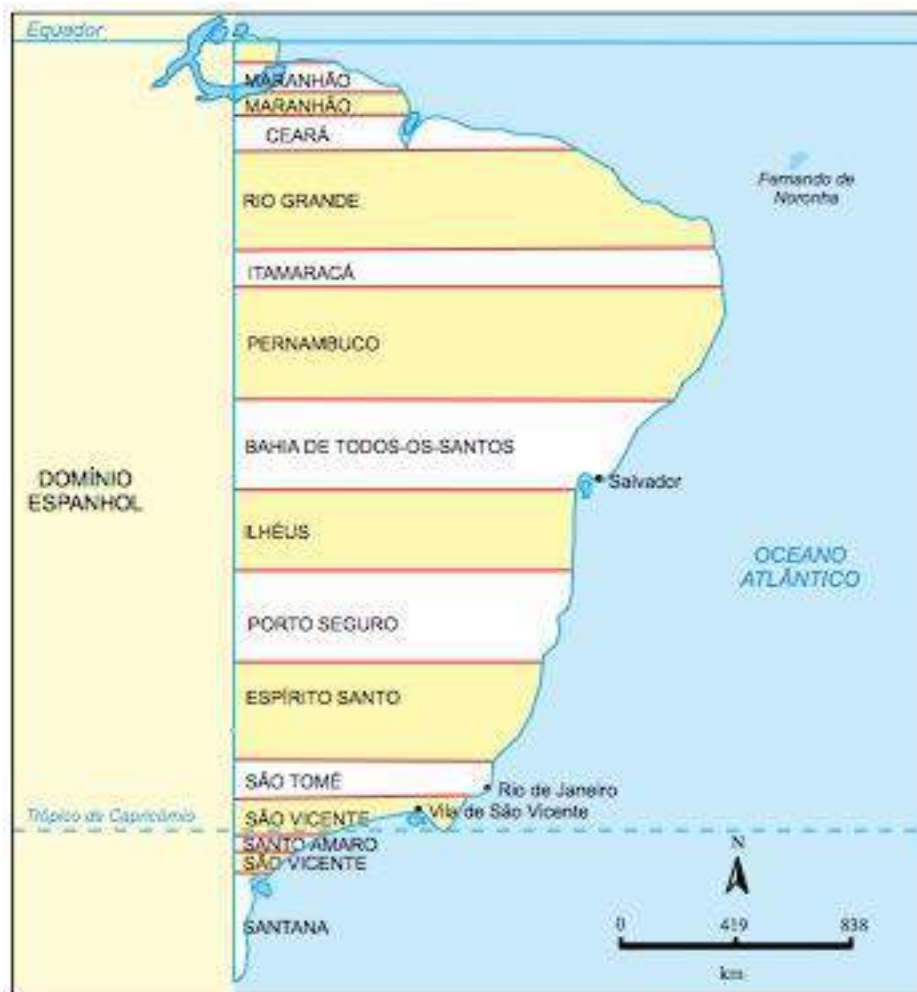 Equador
MARANHÃO
MARANHÃO
CEARÁ
RIO GRANDE
Fernando de
Noronha
ITAMARACÁ
PERNAMBUCO
BAHIA DE TODOS-OS-SANTOS
Salvador
DOMÍNIO
ESPANHOL
ILHÉUS
OCEANO
ATLÂNTICO
PORTO SEGURO
ESPÍRITO SANTO
SÃO TOMÉ
Rio de Janeiro
Trópico de Capricórnio
SÃO VICENTE
Vila de São Vicente
SANTO AMARO
SÃO VICENTE
SANTANA
N
0 419 838
km